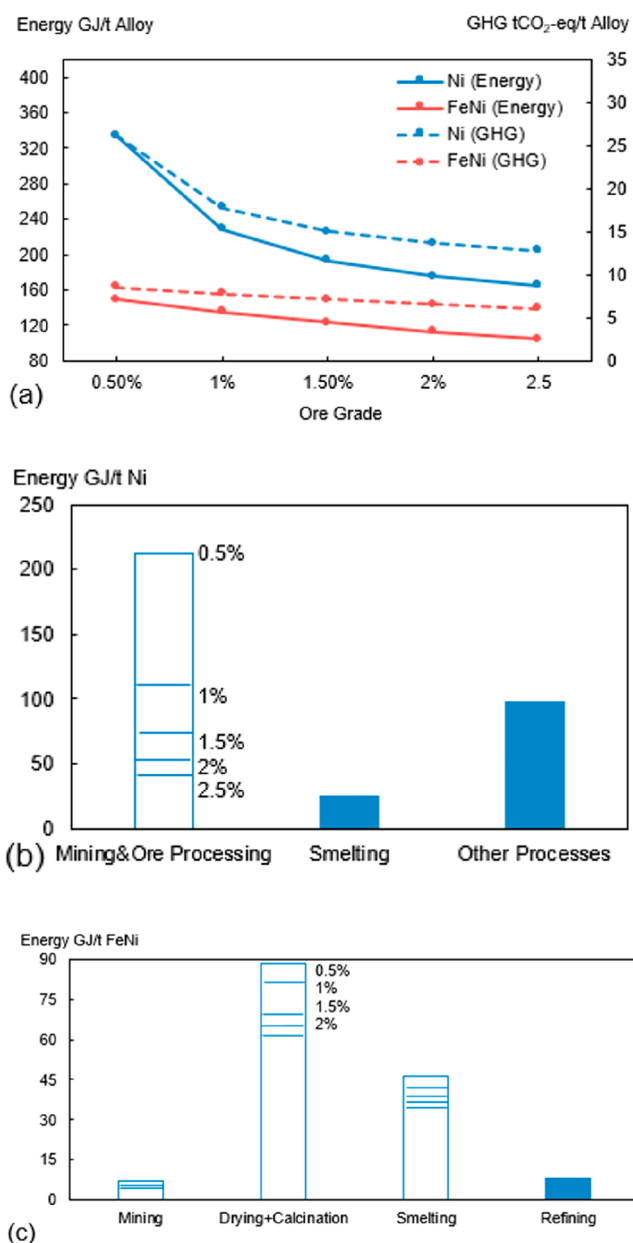 Energy GJ/t Alloy
GHG tCO₂-eq/t Alloy
400
360
320
280
240
200
160
120
80
35
30
25
20
15
10
5
0
Ni (Energy)
FeNi (Energy)
Ni (GHG)
FeNi (GHG)
0.50% 1% 1.50% 2% 2.5
Ore Grade
(a)
Energy GJ/t Ni
250
200
150
100
50
0
0.5%
1%
1.5%
2%
2.5%
Mining&Ore Processing Smelting Other Processes
(b)
Energy GJ/t FeNi
90
75
60
45
30
15
0
0.5%
1%
1.5%
2%
Mining Drying+Calcination Smelting Refining
(c)